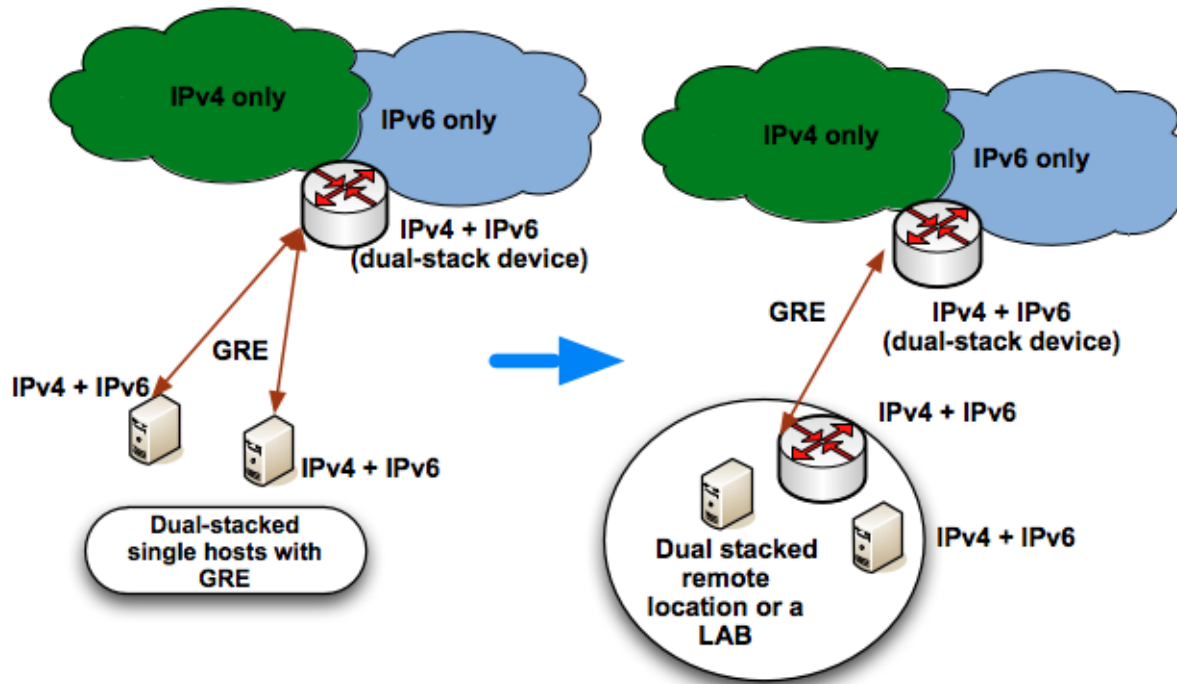 IPv4 only
IPv6 only
IPv4 + IPv6
(dual-stack device)
GRE
IPv4 + IPv6
IPv4 + IPv6
Dual-stacked
single hosts with
GRE
IPv4 only
IPv6 only
IPv4 + IPv6
(dual-stack device)
GRE
IPv4 + IPv6
IPv4 + IPv6
Dual stacked
remote
location or a
LAB